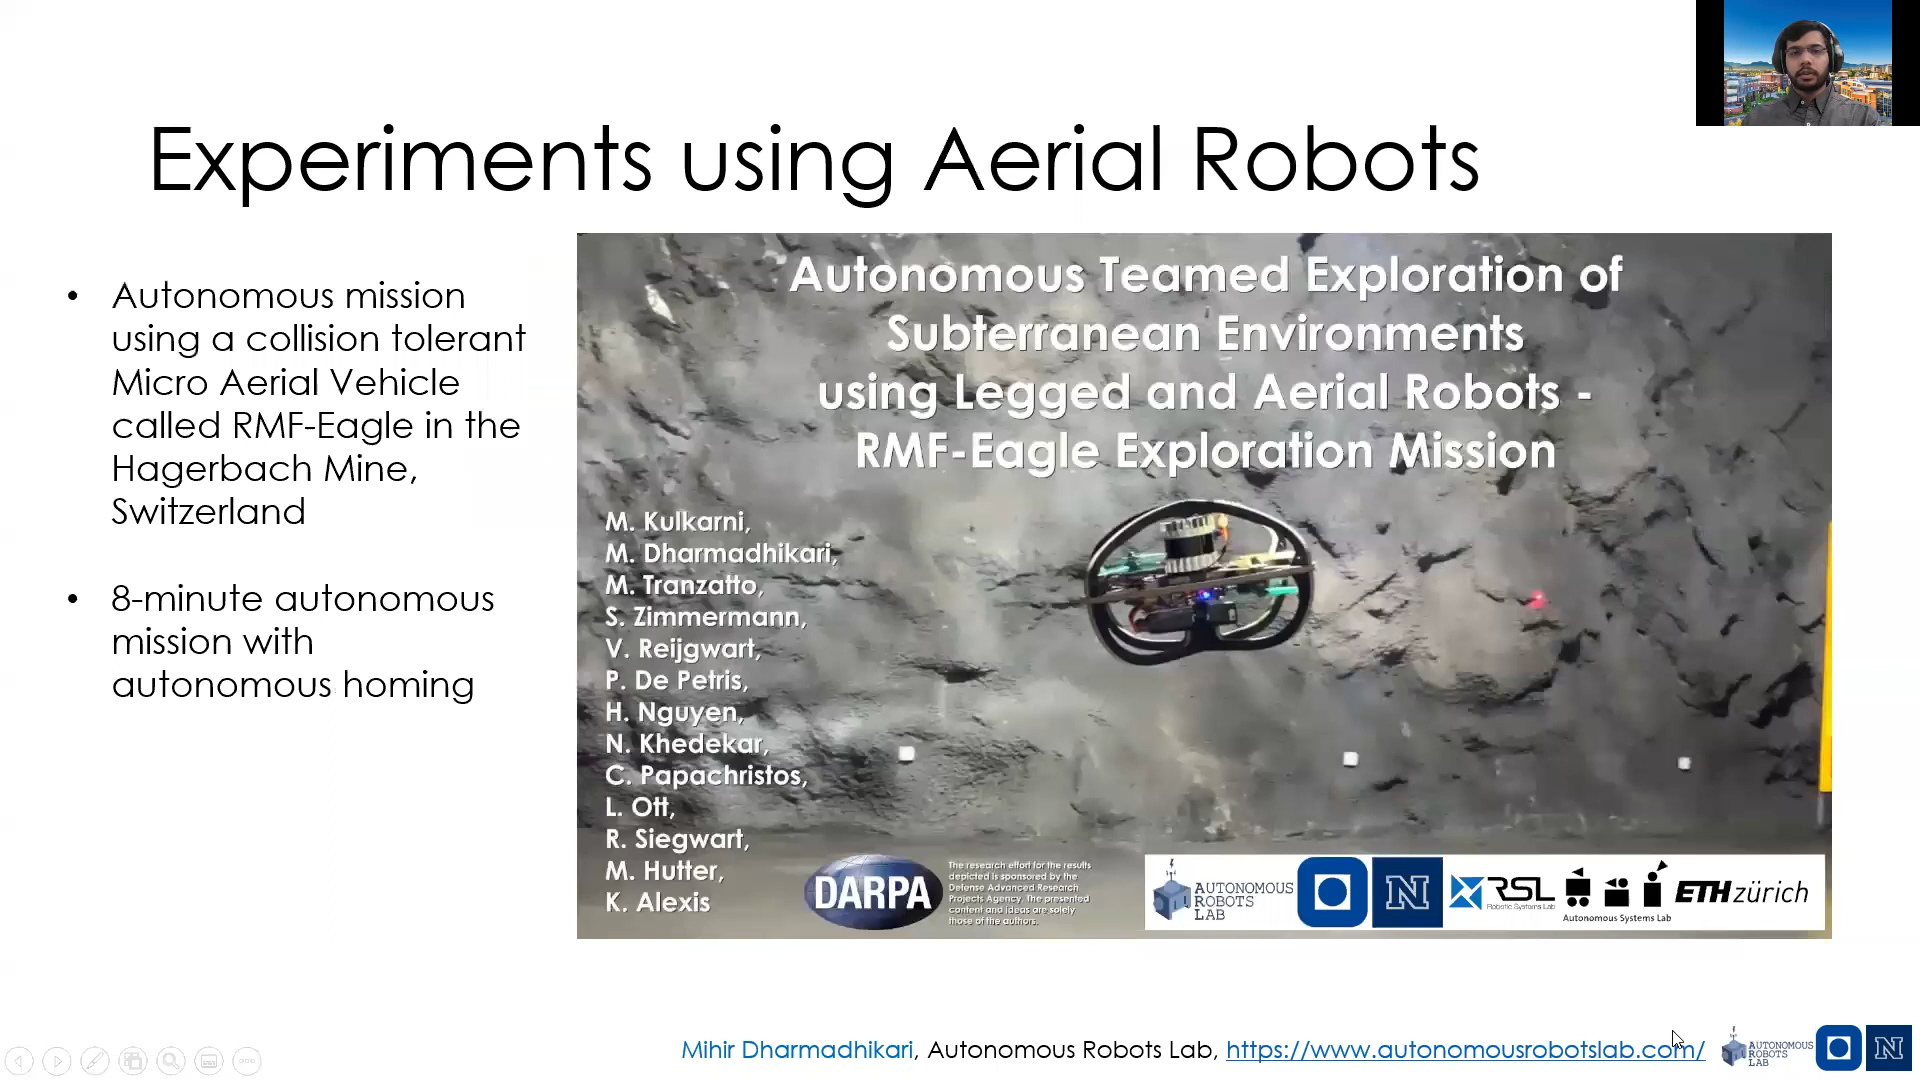 Experiments using Aerial Robots
• Autonomous mission
using a collision tolerant
Micro Aerial Vehicle
called RMF-Eagle in the
Hagerbach Mine,
Switzerland
• 8-minute autonomous
mission with
autonomous homing
Autonomous Teamed Exploration of
Subterranean Environments
using Legged and Aerial Robots -
RMF-Eagle Exploration Mission
M. Kulkarni,
M. Dharmadhikari,
M. Tranzatto,
S. Zimmermann,
V. Reijgwart,
P. De Petris,
H. Nguyen,
N. Khedekar,
C. Papachristos,
L. Ott,
R. Siegwart,
M. Hutter,
K. Alexis
DARPA
The research effort for the results
depicted is sponsored by the
Defense Advanced Research
Projects Agency. The presented
content and ideas are solely
those of the authors.
AUTONOMOUS
ROBOTS
LAB
N
RSL
Robotic Systems Lab
Autonomous Systems Lab
ETH zürich
Mihir Dharmadhikari, Autonomous Robots Lab, https://www.autonomousrobotslab.com/
AUTONOMOUS
ROBOTS
LAB
N